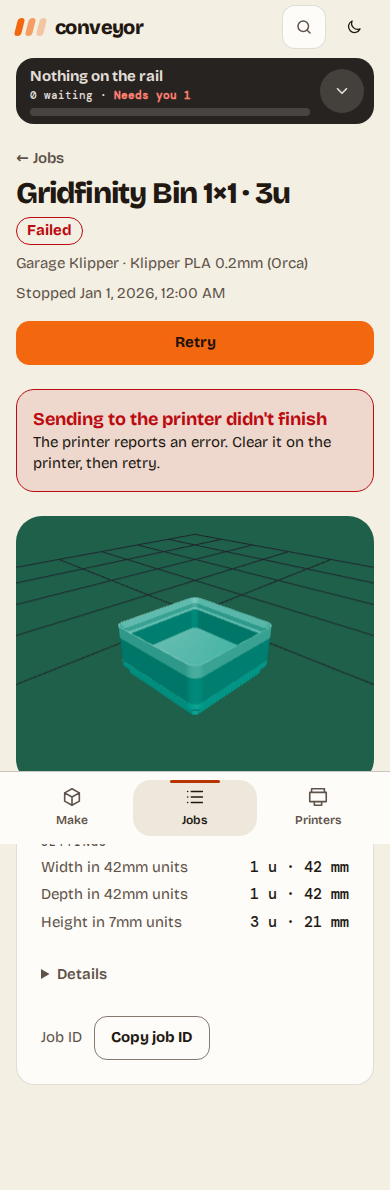 conveyor
Nothing on the rail
0 waiting · Needs you 1
← Jobs
Gridfinity Bin 1×1 · 3u
Failed
Garage Klipper · Klipper PLA 0.2mm (Orca)
Stopped Jan 1, 2026, 12:00 AM
Retry
Sending to the printer didn't finish
The printer reports an error. Clear it on the
printer, then retry.
Make
Jobs
Printers
Width in 42mm units 1 u · 42 mm
Depth in 42mm units 1 u · 42 mm
Height in 7mm units 3 u · 21 mm
▶ Details
Job ID Copy job ID